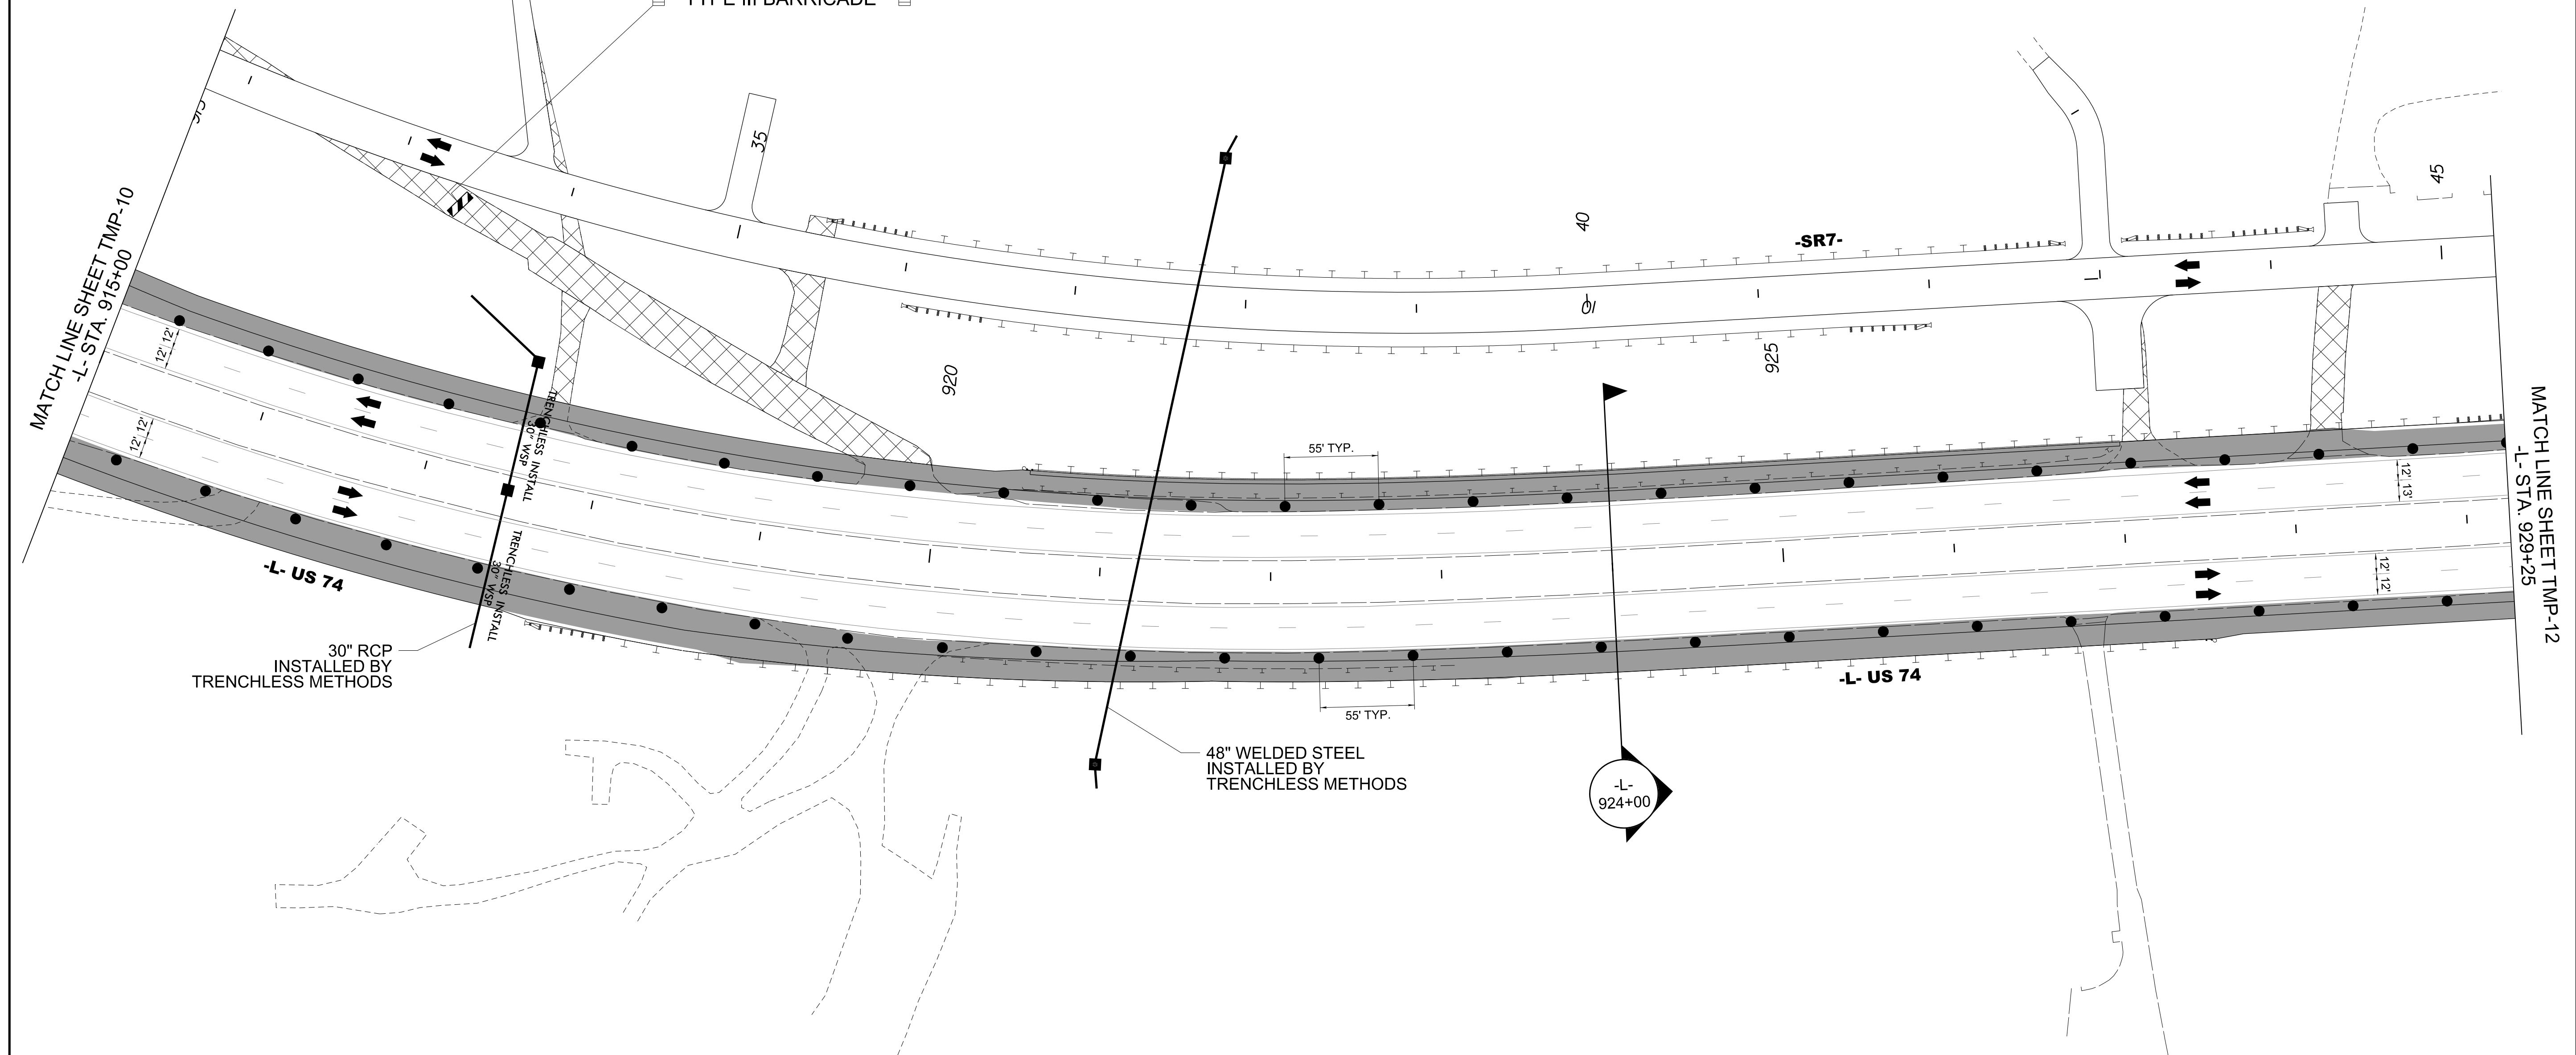 TYPE III BARRICADE
35
MATCH LINE SHEET TMP-10
-L- STA. 915+00
40
45
-SR7-
10
920
925
12' 12'
12' 12'
TRENCHLESS INSTALL
30" WSP
TRENCHLESS INSTALL
30" WSP
55' TYP.
12' 13'
12' 12'
MATCH LINE SHEET TMP-12
-L- STA. 929+25
-L- US 74
30" RCP
INSTALLED BY
TRENCHLESS METHODS
-L- US 74
55' TYP.
48" WELDED STEEL
INSTALLED BY
TRENCHLESS METHODS
-L-
924+00